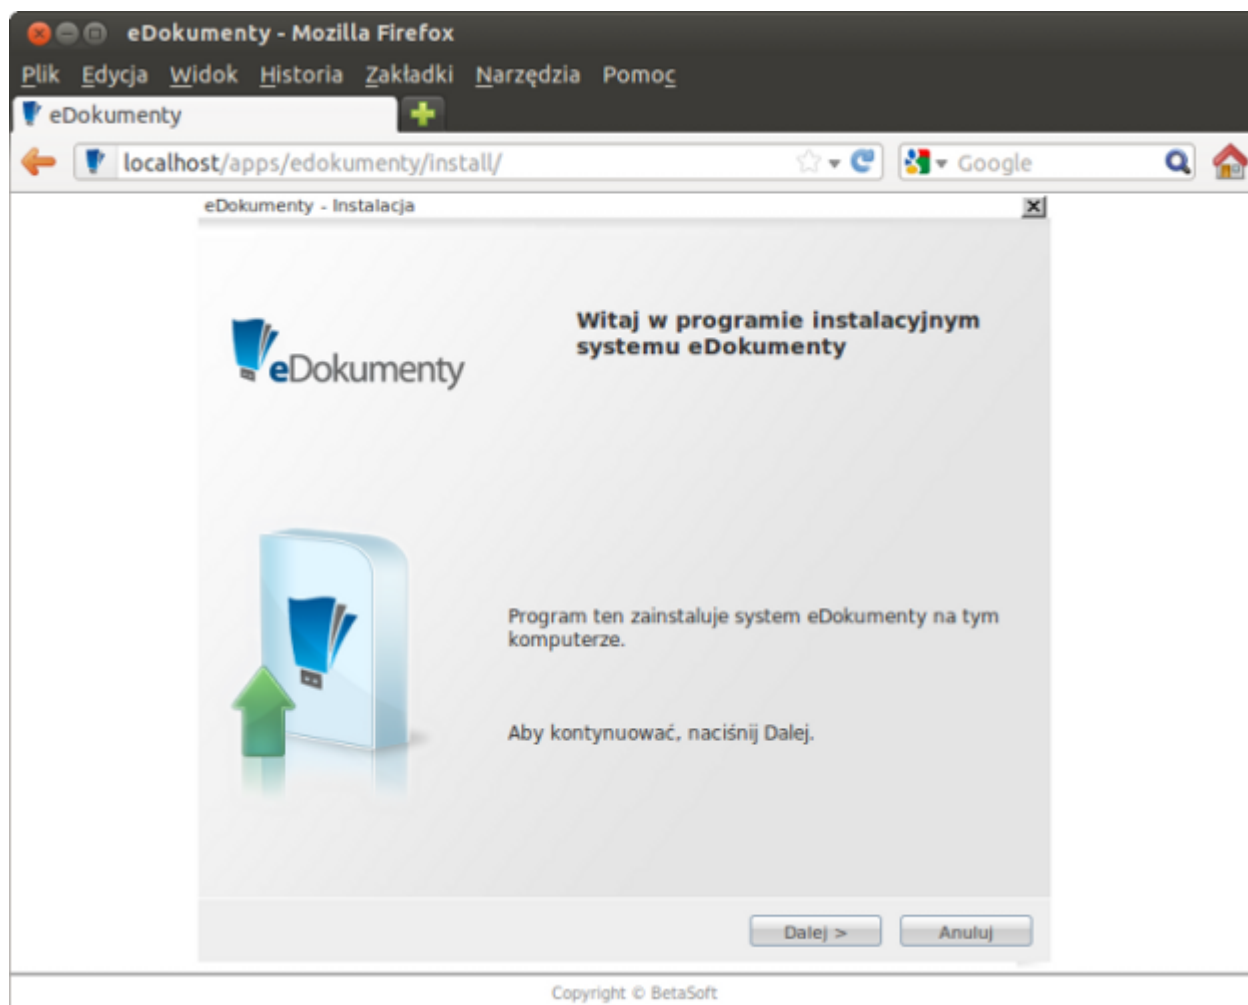 eDokumenty - Mozilla Firefox
Plik Edycja Widok Historia Zakładki Narzędzia Pomoc
eDokumenty
localhost/apps/edokumenty/install/ Google
eDokumenty - Instalacja
eDokumenty
Witaj w programie instalacyjnym
systemu eDokumenty
Program ten zainstaluje system eDokumenty na tym
komputerze.
Aby kontynuować, naciśnij Dalej.
Dalej > Anuluj
Copyright © BetaSoft